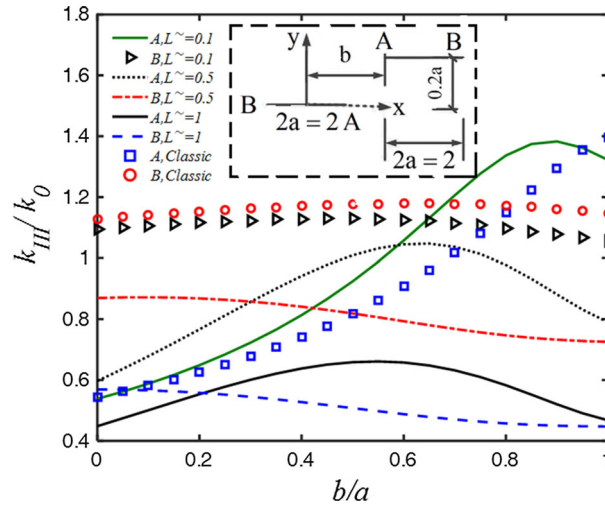 1.8
1.6
1.4
1.2
1
0.8
0.6
0.4
k_III / k_0
A,L~=0.1
B,L~=0.1
A,L~=0.5
B,L~=0.5
A,L~=1
B,L~=1
A,Classic
B,Classic
y
b
A
B
0.2a
B
x
2a = 2 A
2a = 2
0
0.2
0.4
0.6
0.8
1
b/a